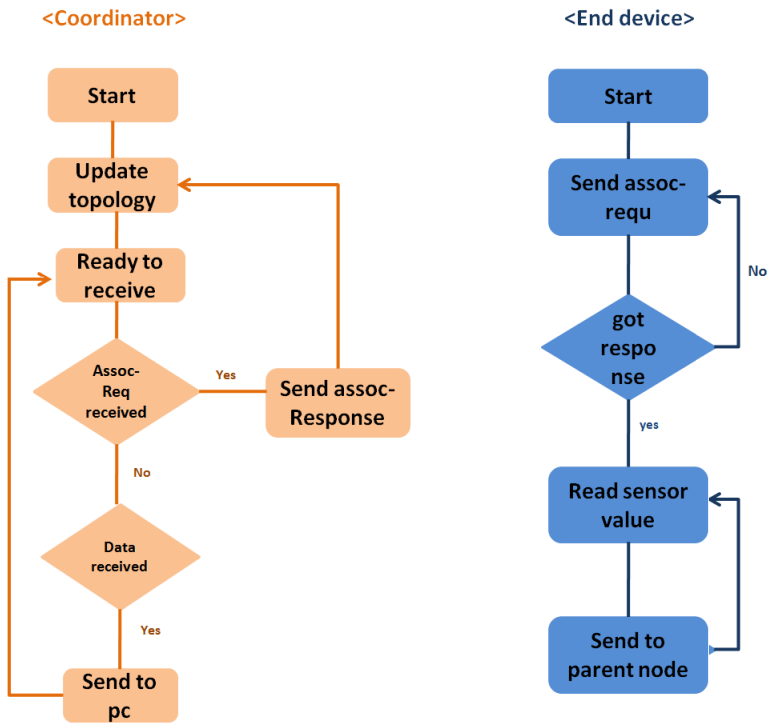 <Coordinator>
Start
Update
topology
Ready to
receive
Assoc-
Req
received
Yes
Send assoc-
Response
No
Data
received
Yes
Send to
pc
<End device>
Start
Send assoc-
requ
No
got
respo
nse
yes
Read sensor
value
Send to
parent node